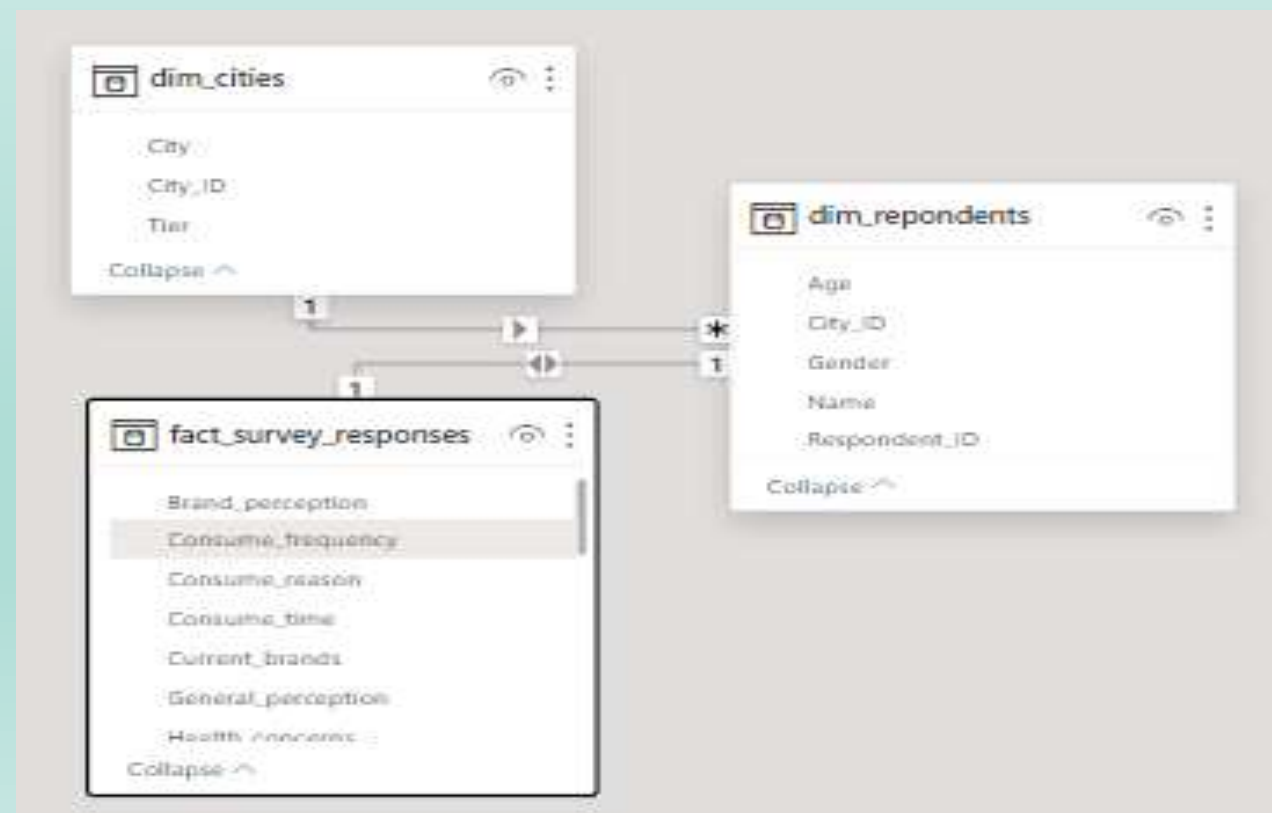 dim_cities
City
City_ID
Tier
Collapse
1
*
1
1
dim_repondents
Age
City_ID
Gender
Name
Respondent_ID
Collapse
fact_survey_responses
Brand_perception
Consume_frequency
Consume_reason
Consume_time
Current_brands
General_perception
Health_concerns
Collapse